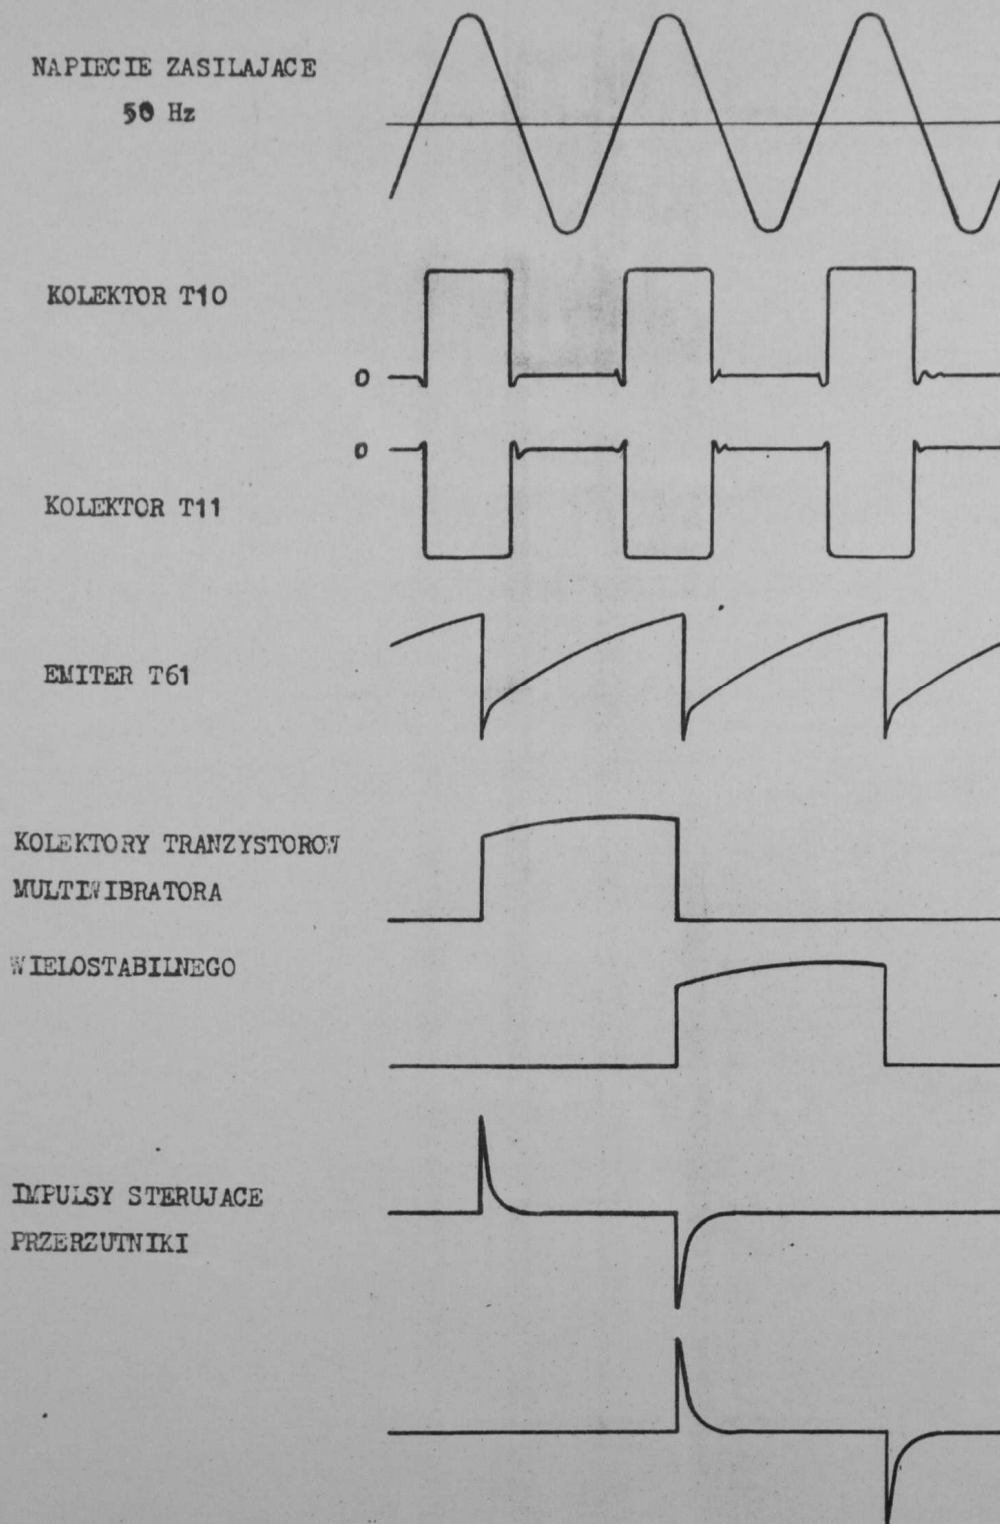 NAPIECIE ZASILAJACE
50 Hz
KOLEKTOR T10
0
0
KOLEKTOR T11
EMITER T61
KOLEKTORY TRANZYSTOROW
MULTIWIBRATORA
WIELOSTABILNEGO
IMPULSY STERUJACE
PRZERZUTNIKI